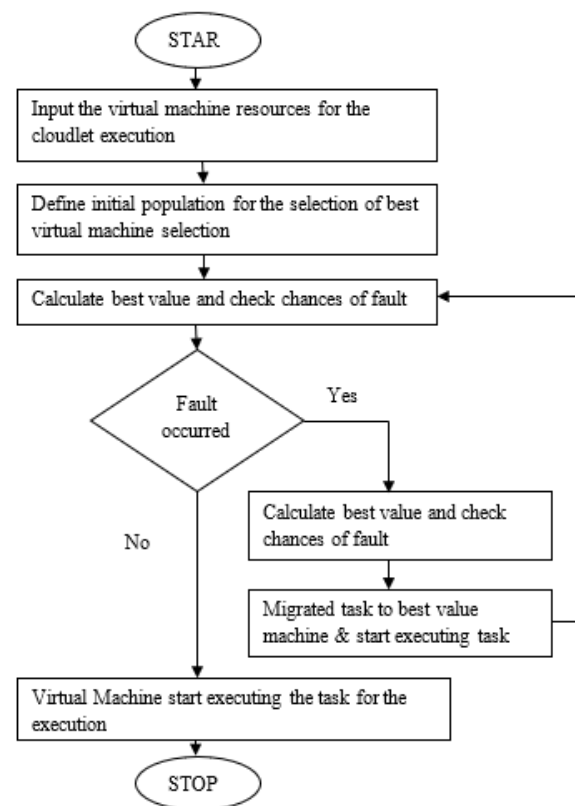 STAR
Input the virtual machine resources for the
cloudlet execution
Define initial population for the selection of best
virtual machine selection
Calculate best value and check chances of fault
Fault
occurred
Yes
Calculate best value and check
chances of fault
No
Migrated task to best value
machine & start executing task
Virtual Machine start executing the task for the
execution
STOP